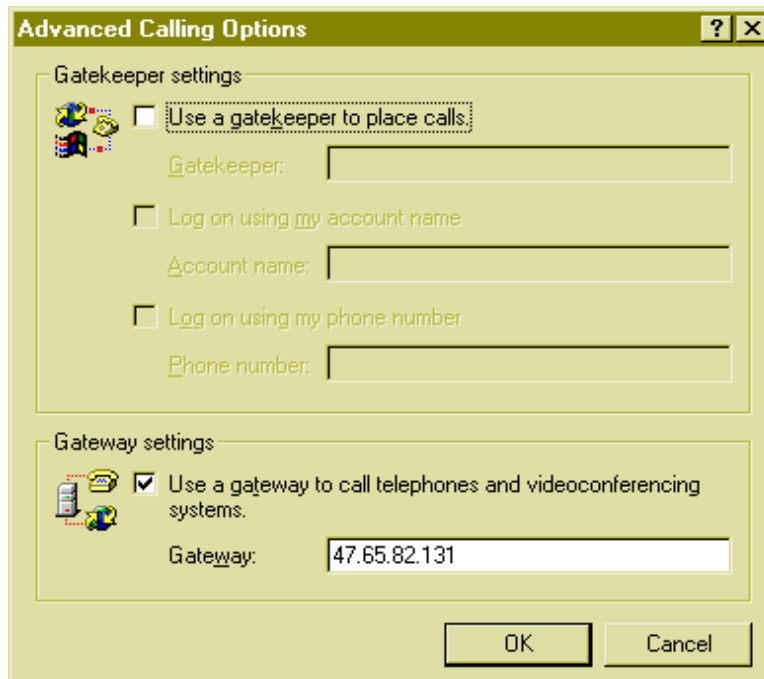 Advanced Calling Options
Gatekeeper settings
Use a gatekeeper to place calls.
Gatekeeper:
Log on using my account name
Account name:
Log on using my phone number
Phone number:
Gateway settings
Use a gateway to call telephones and videoconferencing
systems.
Gateway: 47.65.82.131
OK Cancel